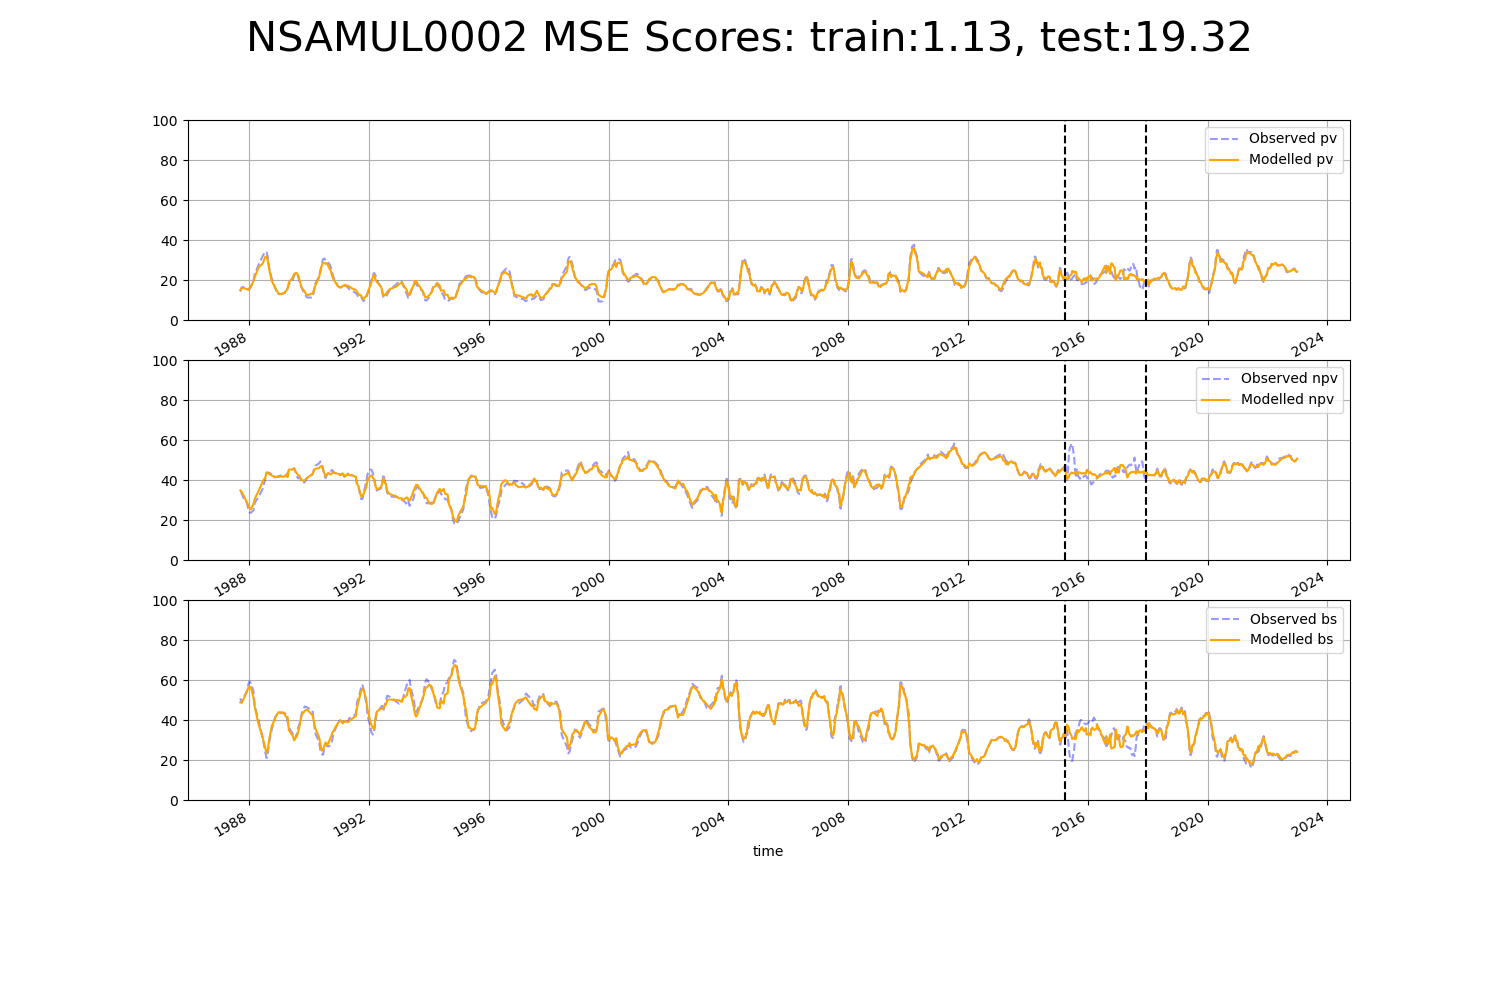 NSAMUL0002 MSE Scores: train:1.13, test:19.32
100
80
60
40
20
0
Observed pv
Modelled pv
1988 1992 1996 2000 2004 2008 2012 2016 2020 2024
100
80
60
40
20
0
Observed npv
Modelled npv
1988 1992 1996 2000 2004 2008 2012 2016 2020 2024
100
80
60
40
20
0
Observed bs
Modelled bs
1988 1992 1996 2000 2004 2008 2012 2016 2020 2024
time